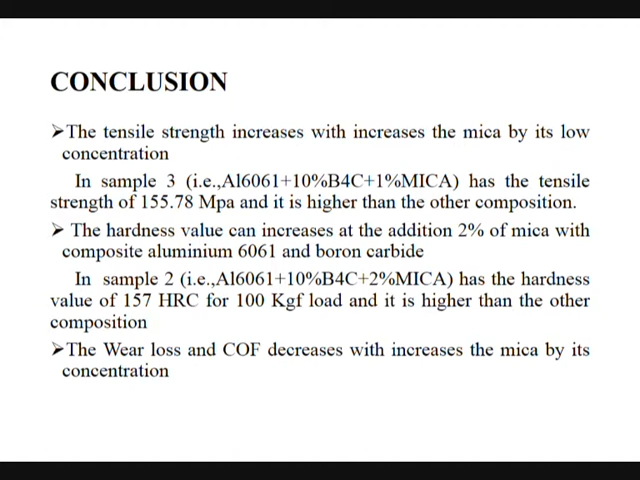 CONCLUSION
➢The tensile strength increases with increases the mica by its low
concentration
In sample 3 (i.e.,Al6061+10%B4C+1%MICA) has the tensile
strength of 155.78 Mpa and it is higher than the other composition.
➢ The hardness value can increases at the addition 2% of mica with
composite aluminium 6061 and boron carbide
In sample 2 (i.e.,Al6061+10%B4C+2%MICA) has the hardness
value of 157 HRC for 100 Kgf load and it is higher than the other
composition
➢The Wear loss and COF decreases with increases the mica by its
concentration